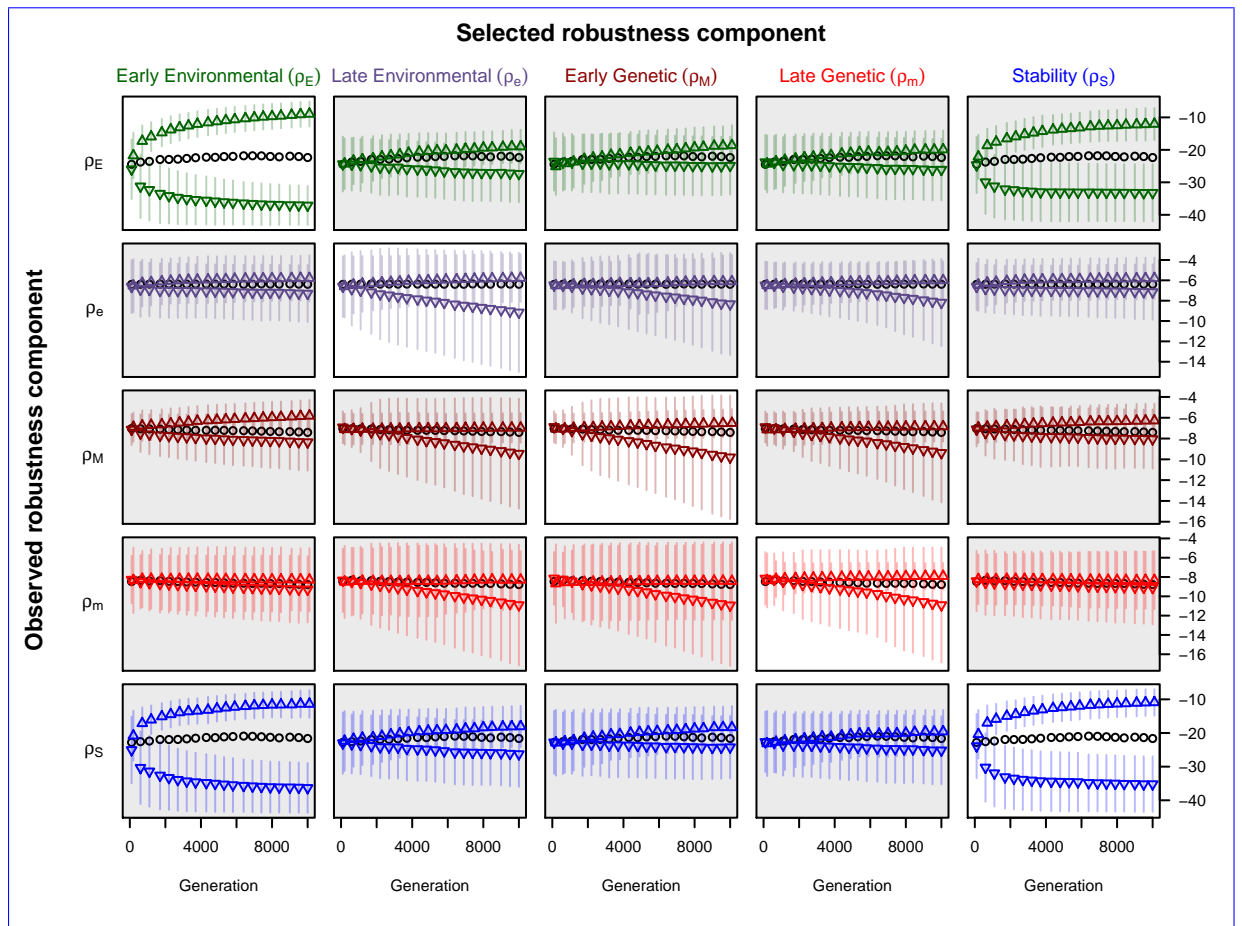 Selected robustness component
Early Environmental (ρE) Late Environmental (ρe) Early Genetic (ρM) Late Genetic (ρm) Stability (ρS)
Observed robustness component
ρE
−10
−20
−30
−40
ρe
−4
−6
−8
−10
−12
−14
ρM
−4
−6
−8
−10
−12
−14
−16
ρm
−4
−6
−8
−10
−12
−14
−16
ρS
−10
−20
−30
−40
0 4000 8000 0 4000 8000 0 4000 8000 0 4000 8000 0 4000 8000
Generation Generation Generation Generation Generation